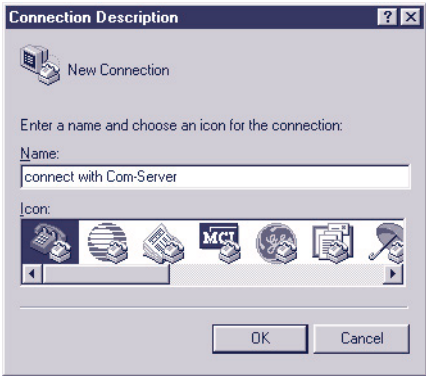 Connection Description
New Connection
Enter a name and choose an icon for the connection:
Name:
connect with Com-Server
Icon:
MCI
OK Cancel